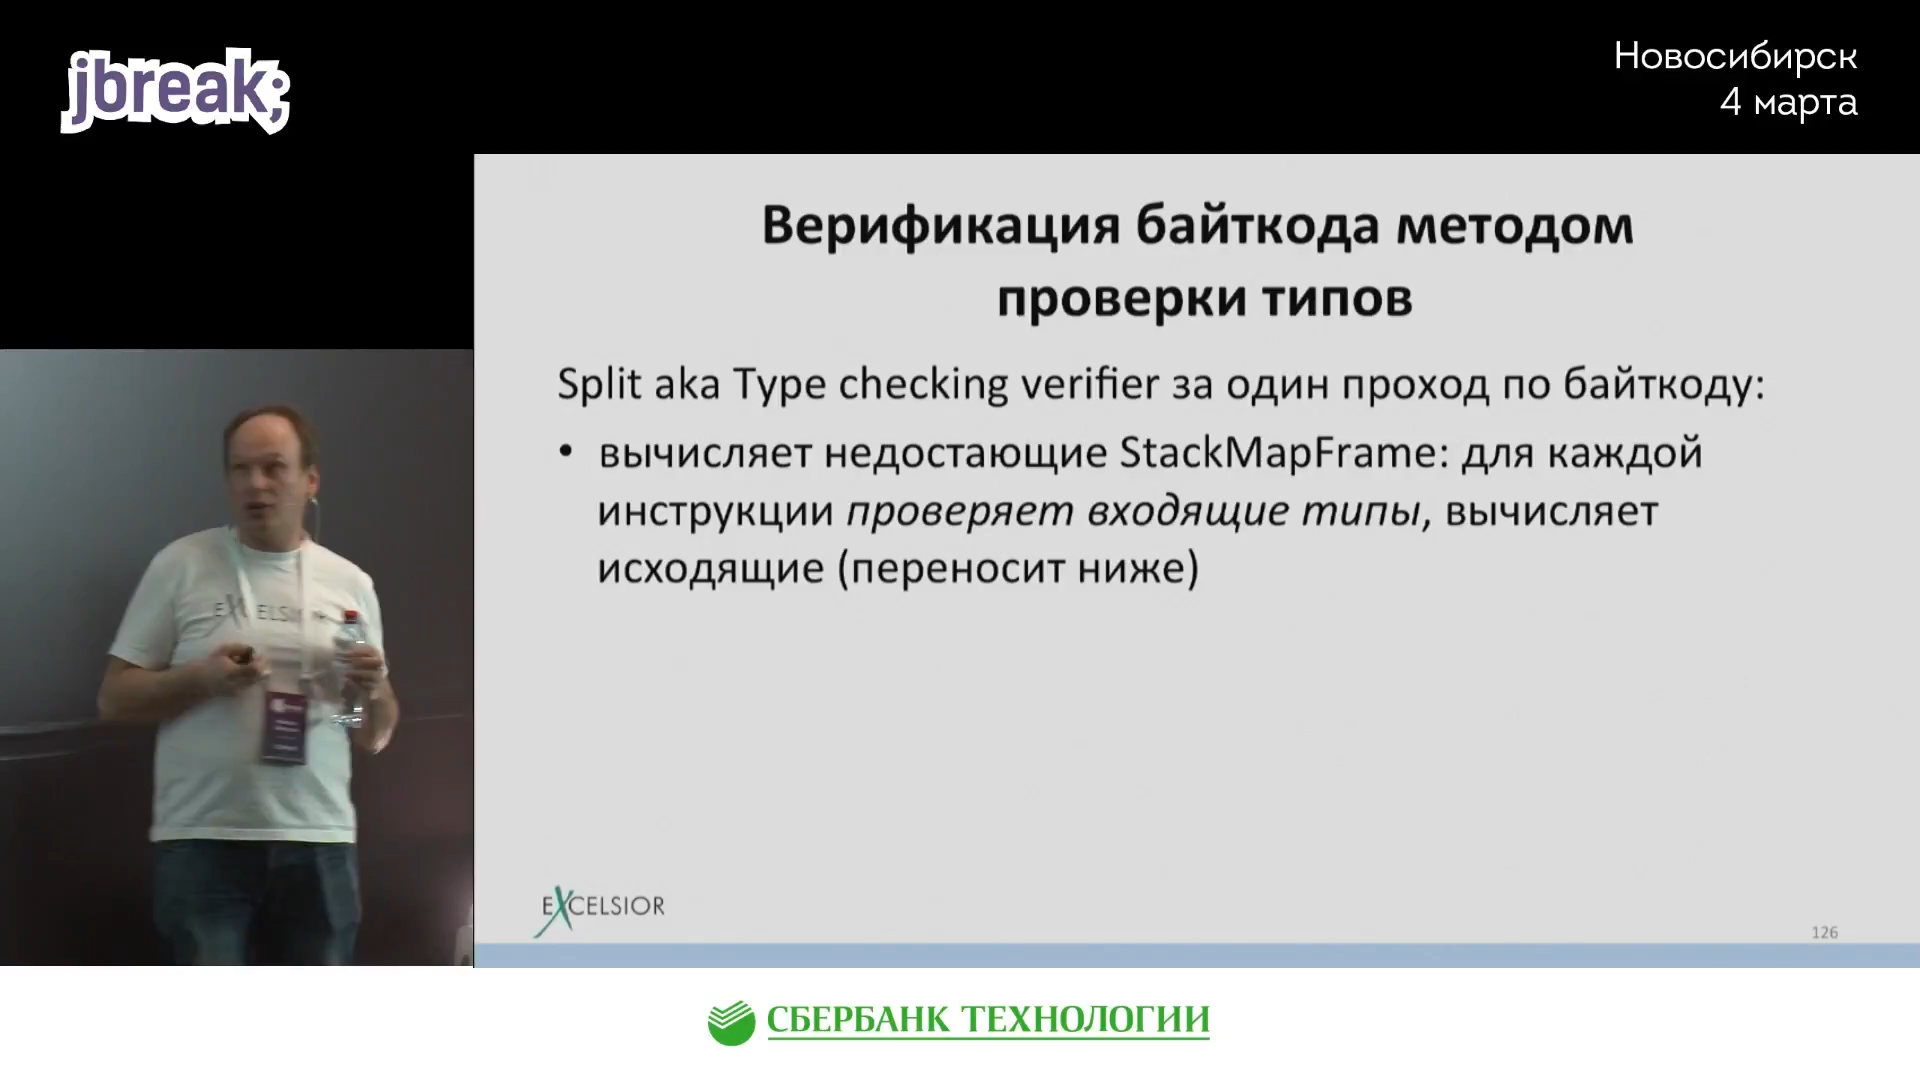 jbreak;
Новосибирск
4 марта
Верификация байткода методом
проверки типов
Split aka Type checking verifier за один проход по байткоду:
• вычисляет недостающие StackMapFrame: для каждой
инструкции проверяет входящие типы, вычисляет
исходящие (переносит ниже)
EXCELSIOR
EXCELSIOR
126
СБЕРБАНК ТЕХНОЛОГИИ